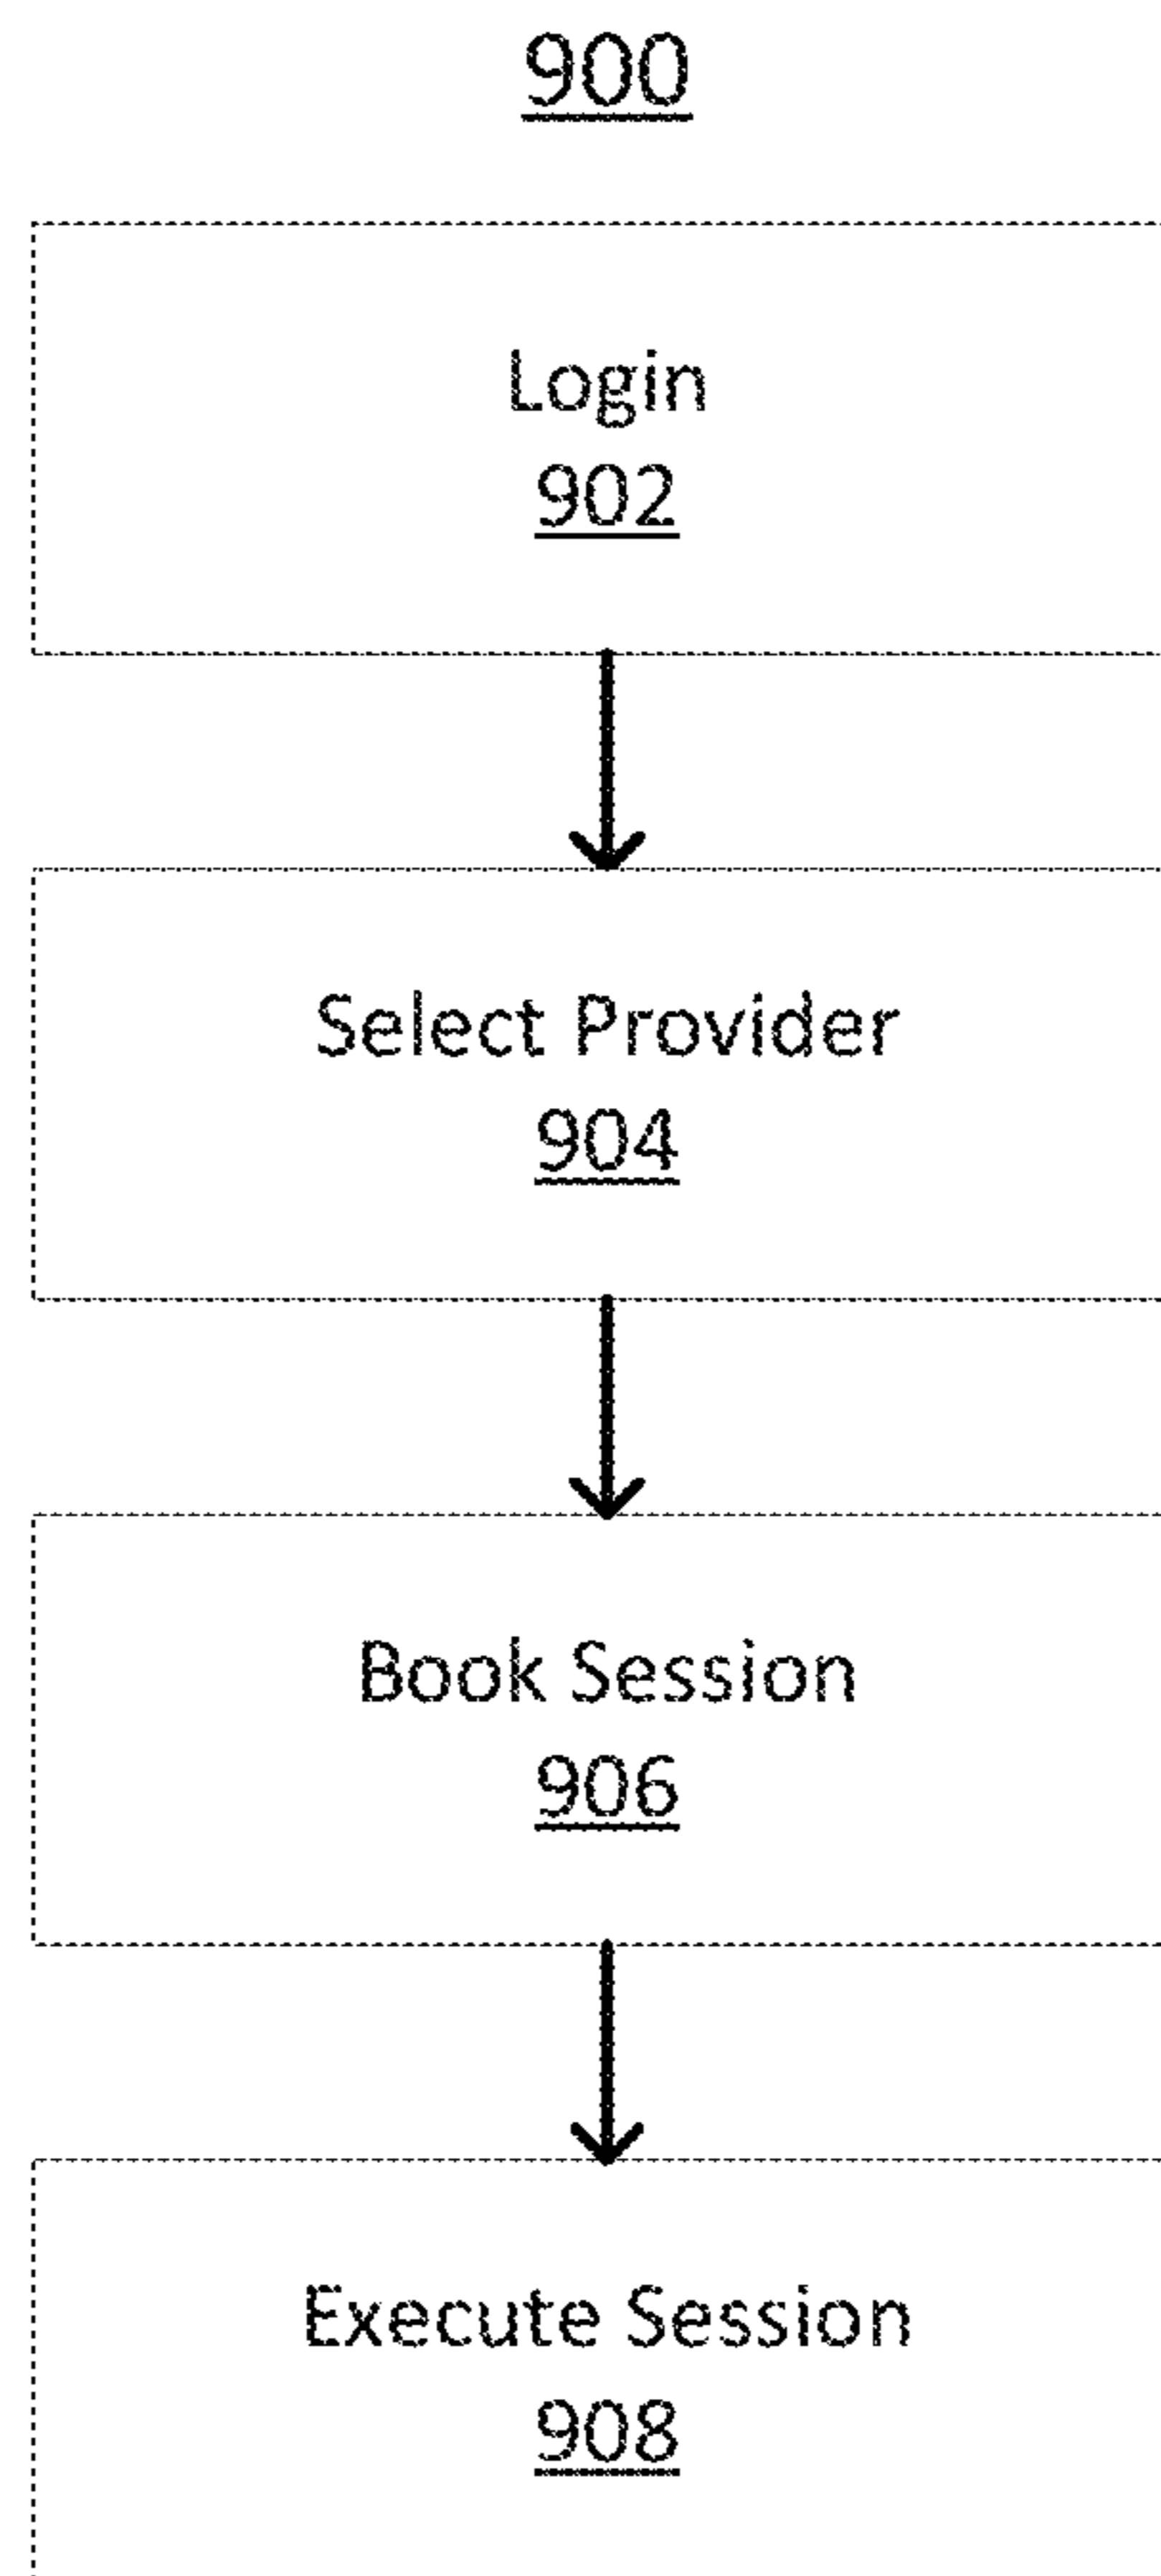 900
Login
902
Select Provider
904
Book Session
906
Execute Session
908